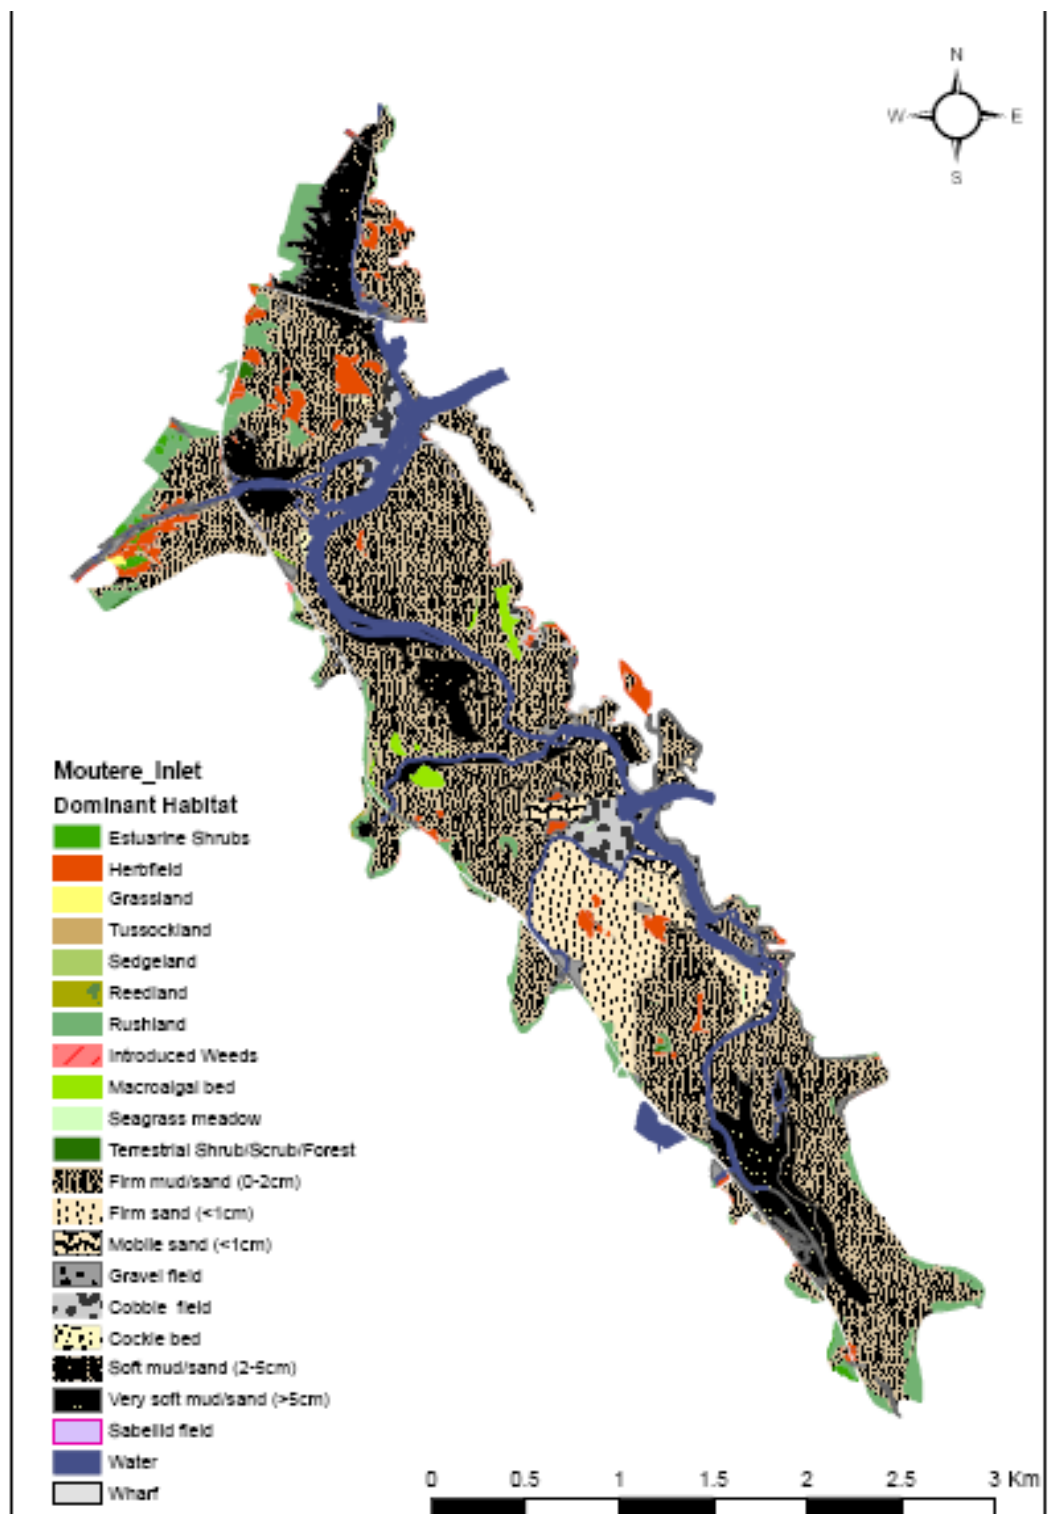 N
W E
S
Moutere_Inlet
Dominant Habitat
Estuarine Shrubs
Herbfield
Grassland
Tussockland
Sedgeland
Reedland
Rushland
Introduced Weeds
Macroalgal bed
Seagrass meadow
Terrestrial Shrub/Scrub/Forest
Firm mud/sand (0-2cm)
Firm sand (<1cm)
Mobile sand (<1cm)
Gravel field
Cobble field
Cockle bed
Soft mud/sand (2-5cm)
Very soft mud/sand (>5cm)
Sabellid field
Water
Wharf
0 0.5 1 1.5 2 2.5 3 Km